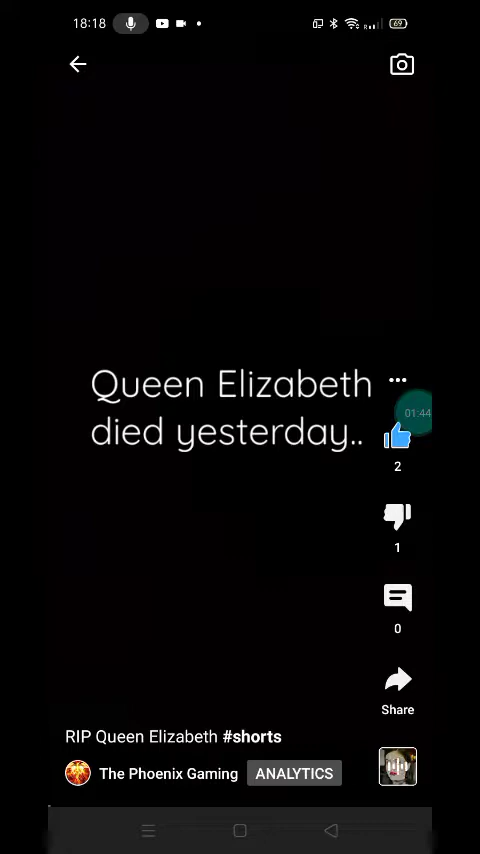 18:18
69
Queen Elizabeth
died yesterday..
01:44
2
1
0
Share
RIP Queen Elizabeth #shorts
The Phoenix Gaming ANALYTICS